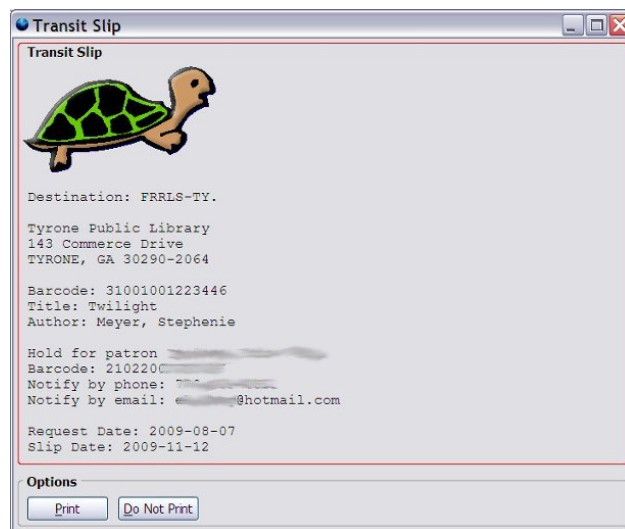 Transit Slip
Transit Slip
Destination: FRRLS-TY.
Tyrone Public Library
143 Commerce Drive
TYRONE, GA 30290-2064
Barcode: 31001001223446
Title: Twilight
Author: Meyer, Stephenie
Hold for patron
Barcode: 210220
Notify by phone:
Notify by email: @hotmail.com
Request Date: 2009-08-07
Slip Date: 2009-11-12
Options
Print
Do Not Print